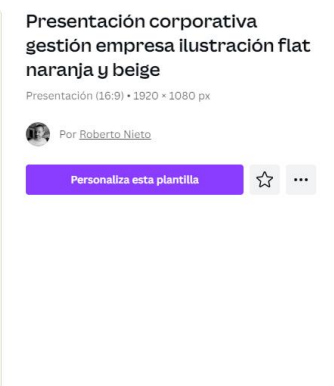 Presentación corporativa
gestión empresa ilustración flat
naranja y beige
Presentación (16:9) • 1920 × 1080 px
Por Roberto Nieto
Personaliza esta plantilla